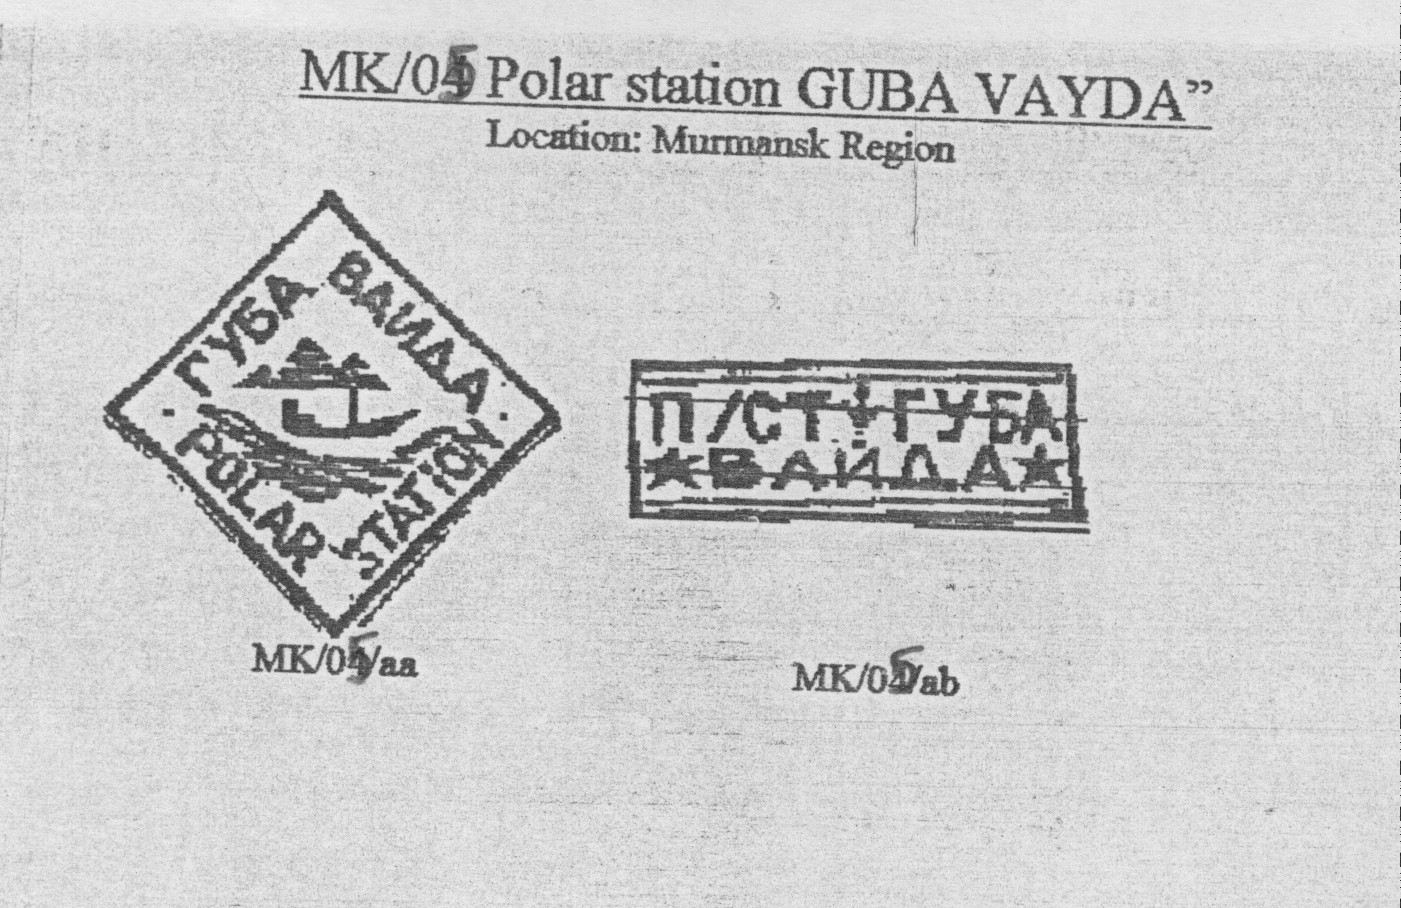 MK/05 Polar station GUBA VAYDA”
Location: Murmansk Region
ГУБА ВАИДА
POLAR STATION
П/СТ ГУБА
★ВАЙДА★
MK/05/aa
MK/05/ab